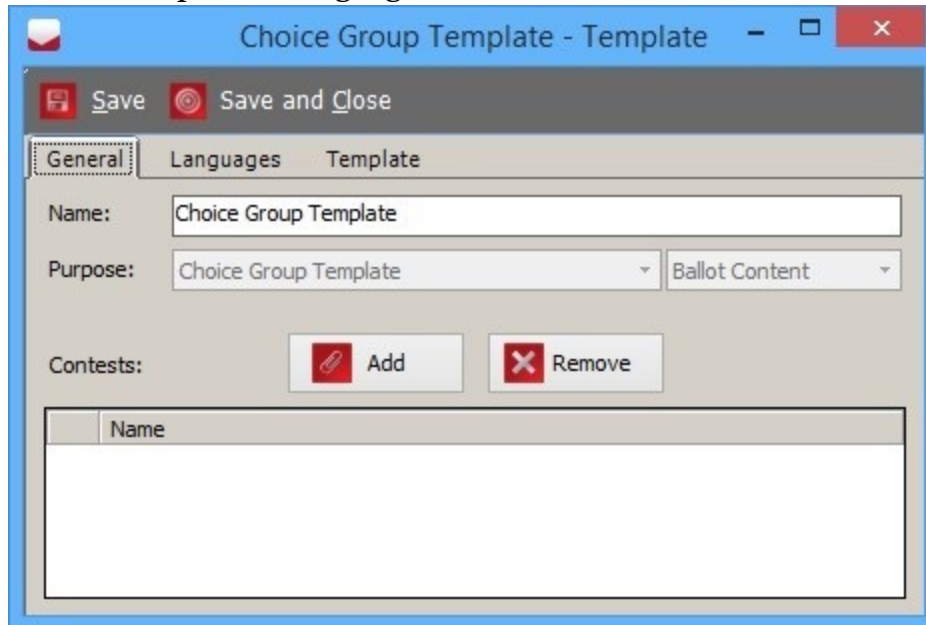 Choice Group Template - Template
Save Save and Close
General Languages Template
Name: Choice Group Template
Purpose: Choice Group Template Ballot Content
Contests: Add Remove
Name